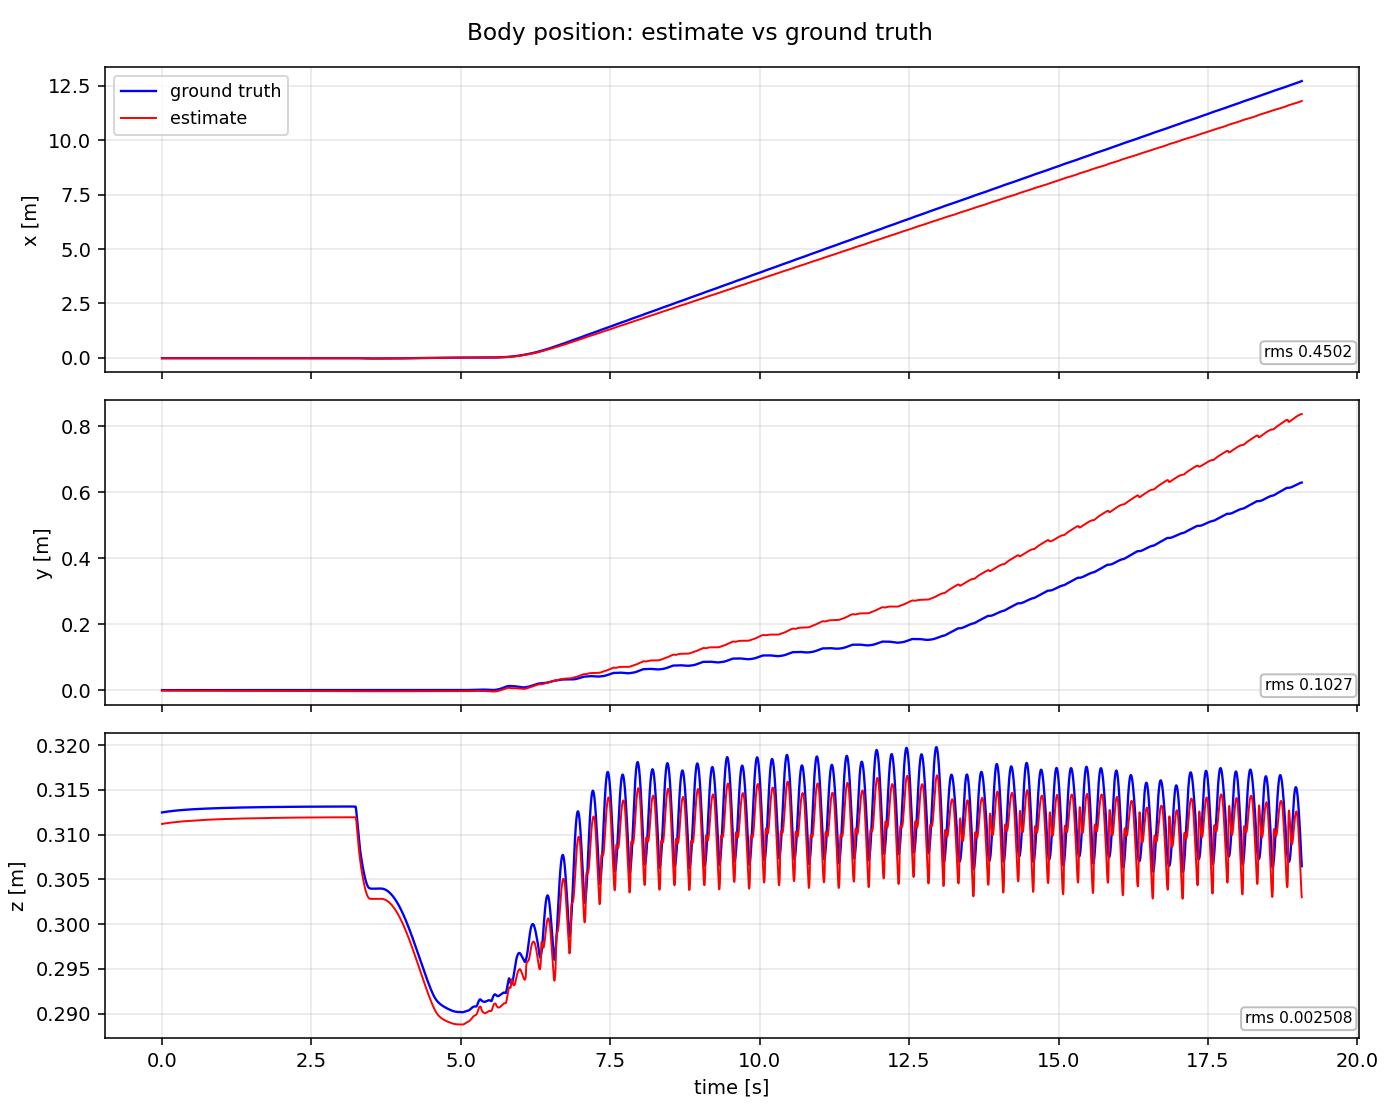 Body position: estimate vs ground truth
ground truth
estimate
12.5
10.0
7.5
5.0
2.5
0.0
x [m]
rms 0.4502
0.8
0.6
0.4
0.2
0.0
y [m]
rms 0.1027
0.320
0.315
0.310
0.305
0.300
0.295
0.290
z [m]
rms 0.002508
0.0 2.5 5.0 7.5 10.0 12.5 15.0 17.5 20.0
time [s]